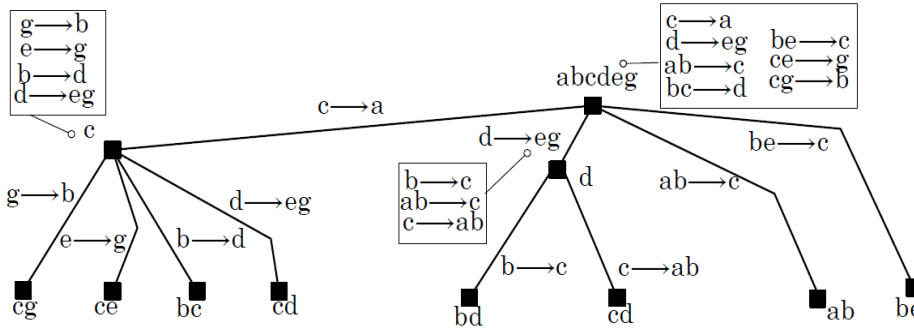 g→b
e→g
b→d
d→eg
c
c→a
abcdeg
c→a
d→eg
ab→c
bc→d
be→c
ce→g
cg→b
d→eg
be→c
b→c
ab→c
c→ab
d
ab→c
g→b
e→g
b→d
d→eg
b→c
c→ab
cg
ce
bc
cd
bd
cd
ab
be